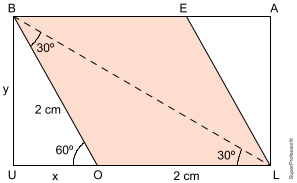 B E A
30º
y
2 cm
60º 30º
U x O 2 cm L
SuperProfessor®